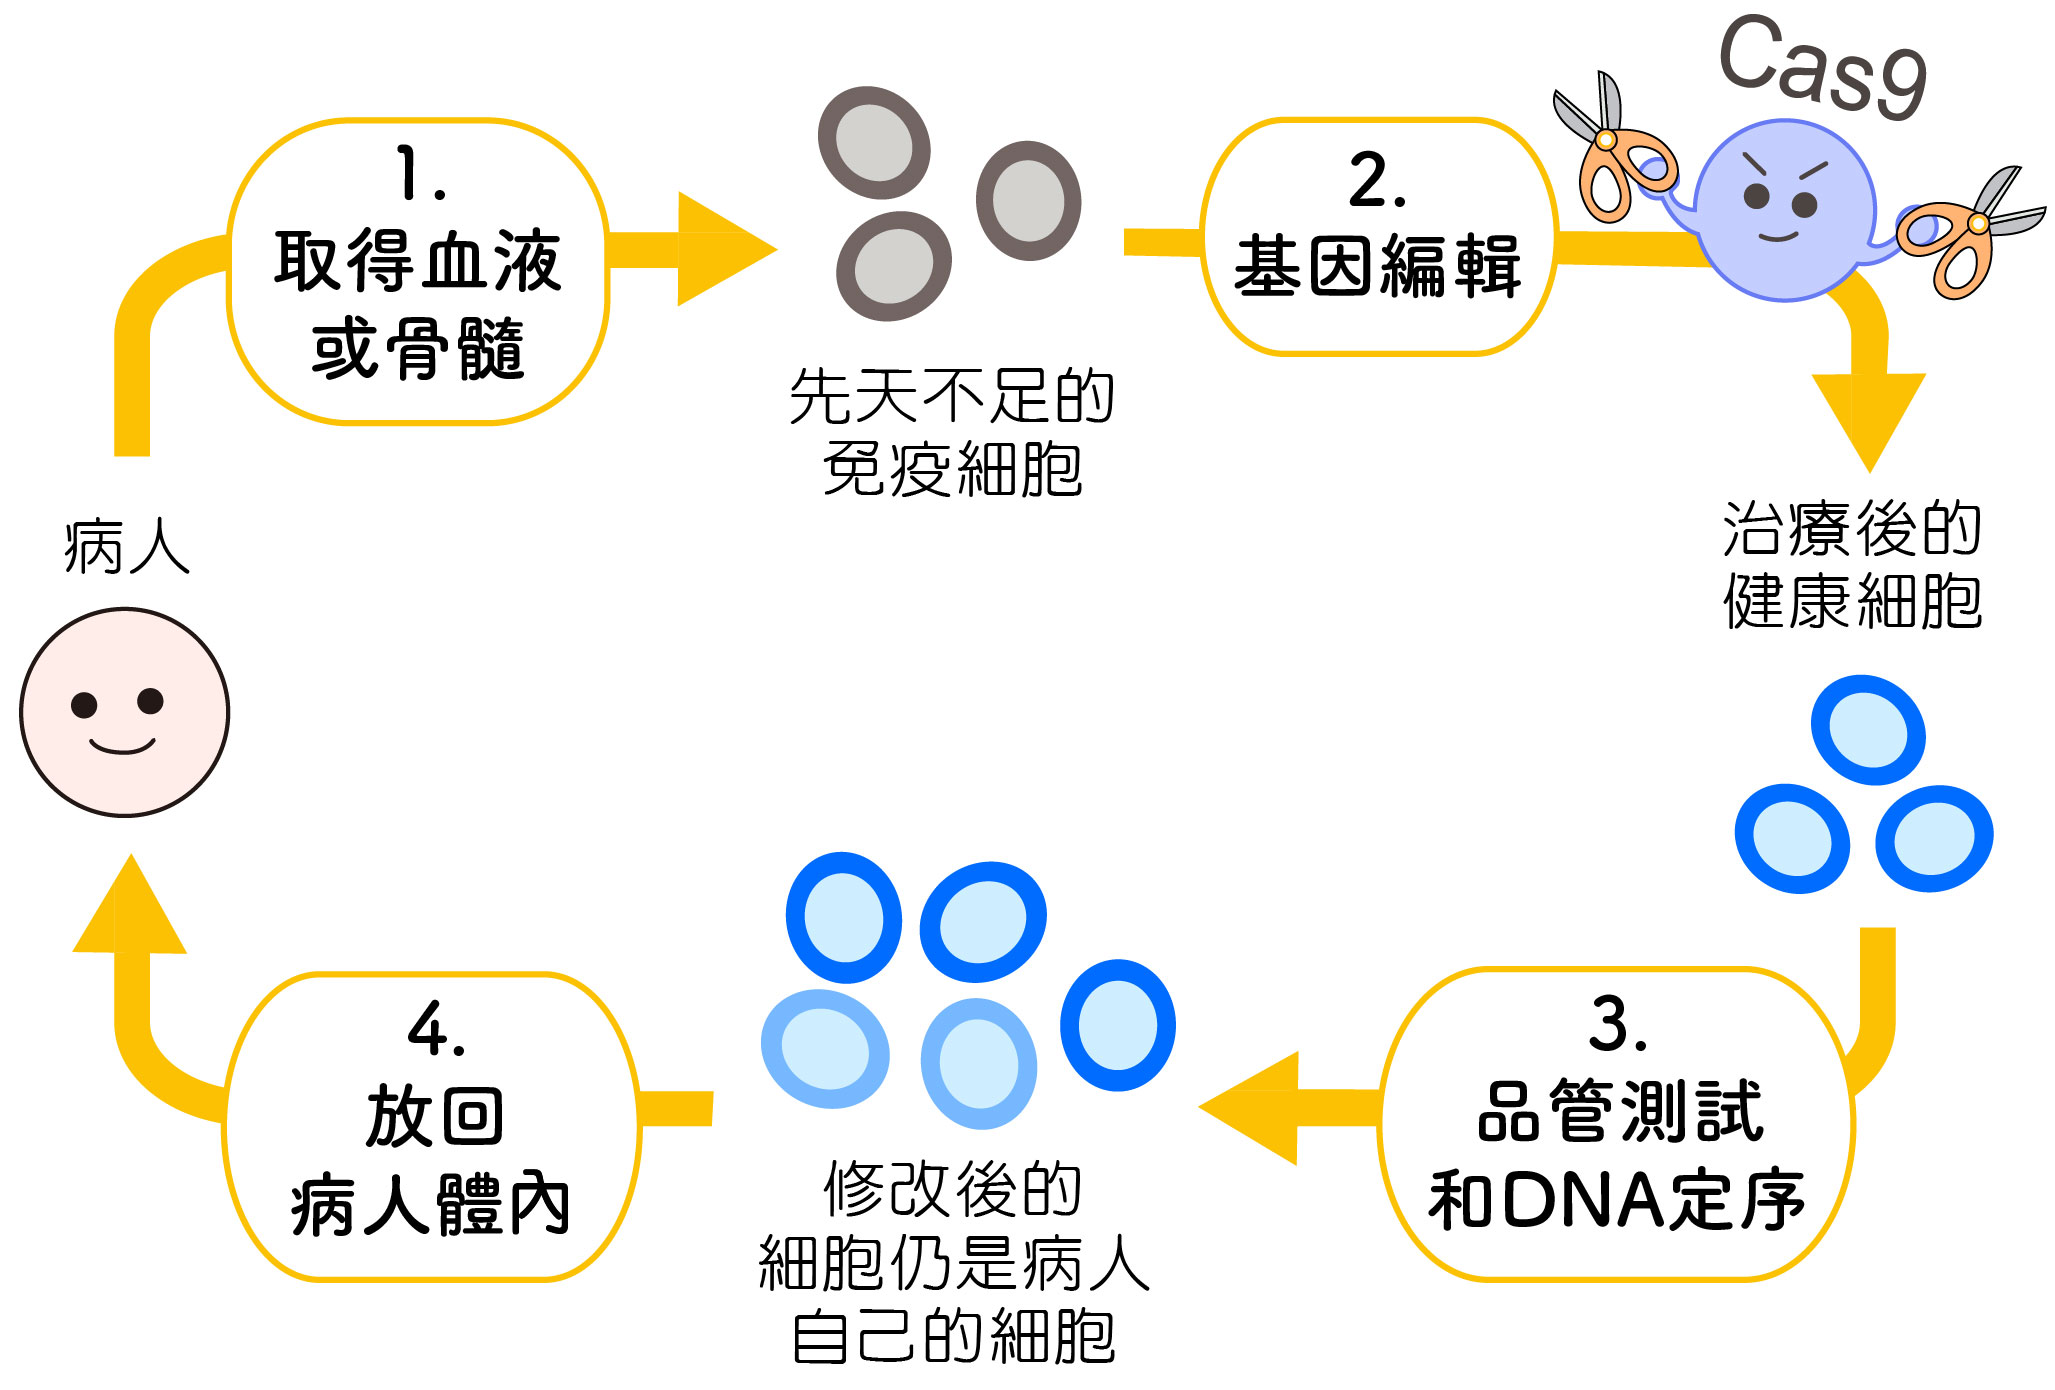 Cas9
1.
取得血液
或骨髓
2.
基因編輯
先天不足的
免疫細胞
治療後的
健康細胞
病人
3.
品管測試
和DNA定序
修改後的
細胞仍是病人
自己的細胞
4.
放回
病人體內